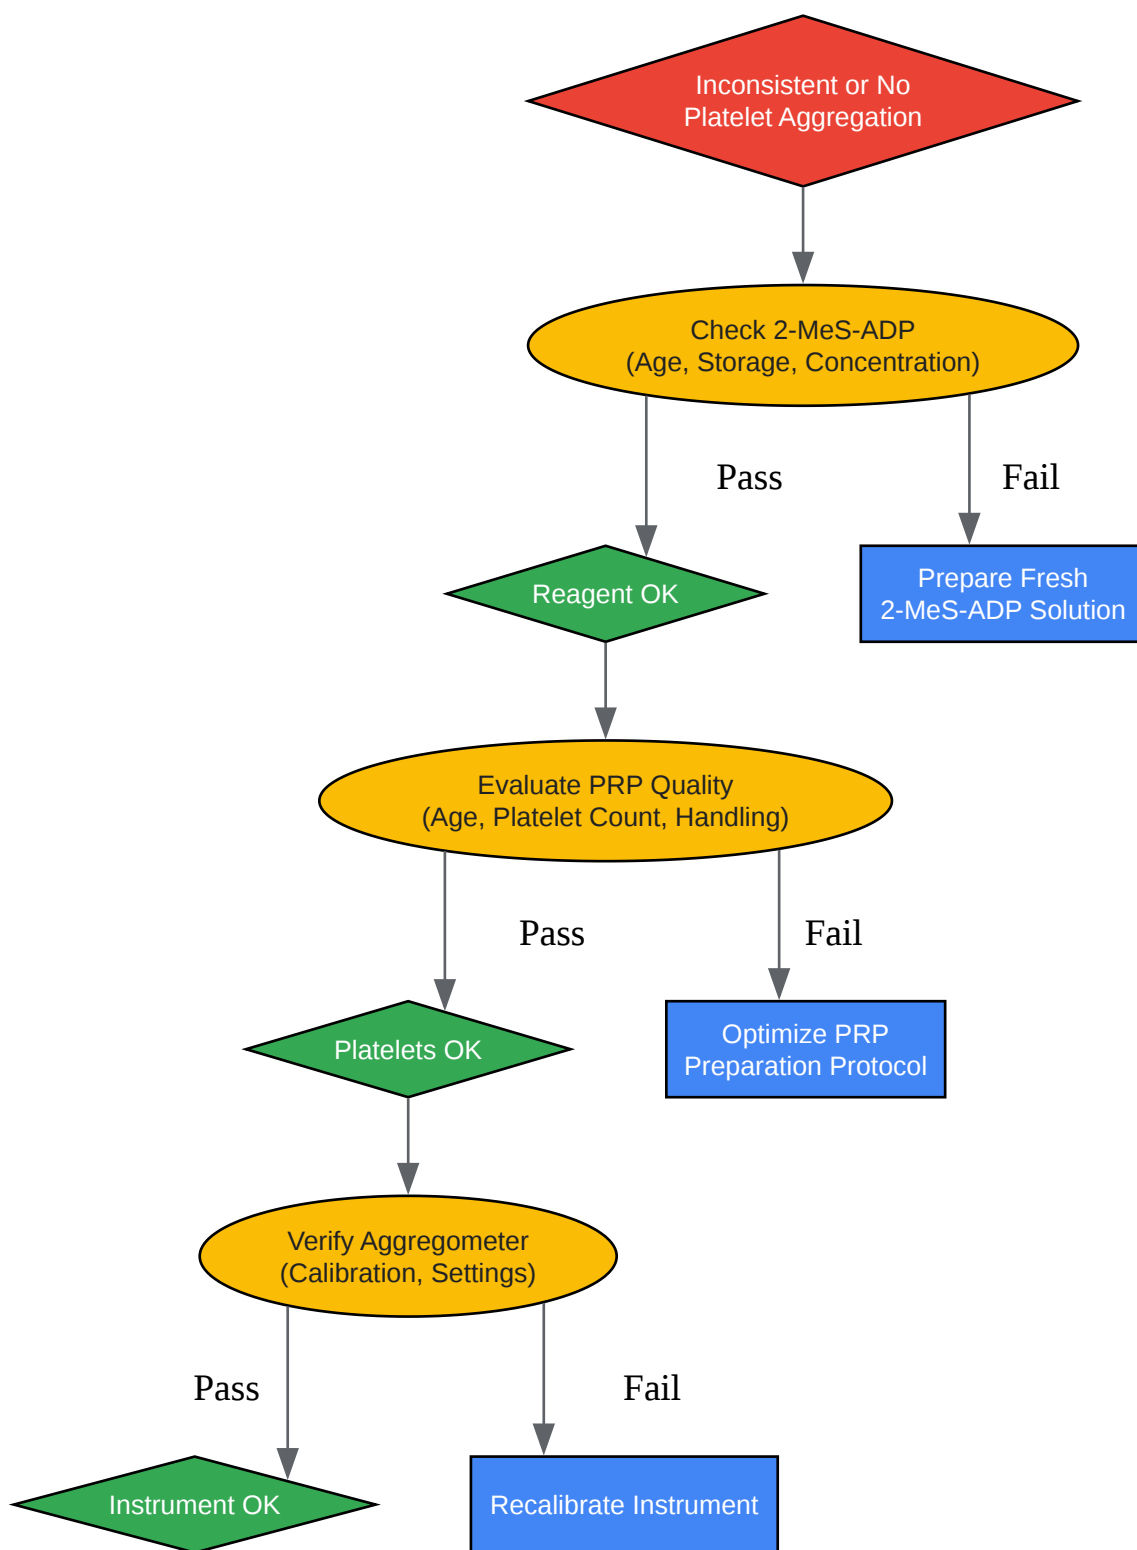 Inconsistent or No
Platelet Aggregation
Check 2-MeS-ADP
(Age, Storage, Concentration)
Pass
Fail
Reagent OK
Prepare Fresh
2-MeS-ADP Solution
Evaluate PRP Quality
(Age, Platelet Count, Handling)
Pass
Fail
Platelets OK
Optimize PRP
Preparation Protocol
Verify Aggregometer
(Calibration, Settings)
Pass
Fail
Instrument OK
Recalibrate Instrument